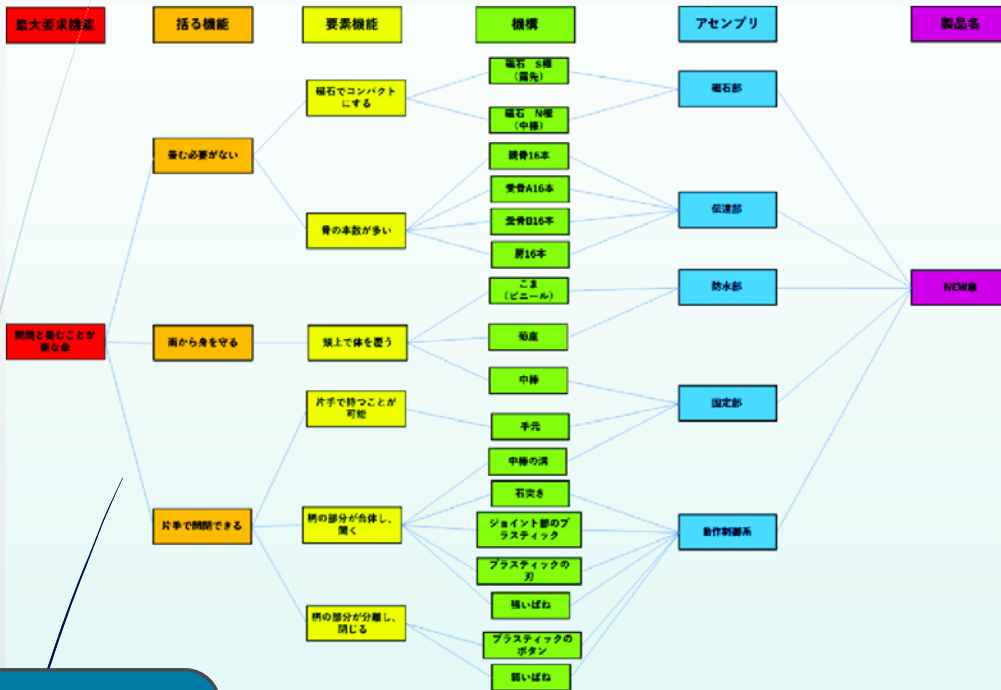 最大要求機能
括る機能
要素機能
機構
アセンブリ
製品名
開閉と畳むことが
楽な傘
畳む必要がない
雨から身を守る
片手で開閉できる
磁石でコンパクト
にする
骨の本数が多い
頭上で体を覆う
片手で持つことが
可能
柄の部分が合体し、
開く
柄の部分が分離し、
閉じる
磁石 S極
(露先)
磁石 N極
(中棒)
親骨16本
受骨A16本
受骨B16本
房16本
こま
(ビニール)
菊座
中棒
手元
中棒の溝
石突き
ジョイント部のプ
ラスティック
プラスティックの
刃
強いばね
プラスティックの
ボタン
弱いばね
磁石部
伝達部
防水部
固定部
動作制御系
NEW傘